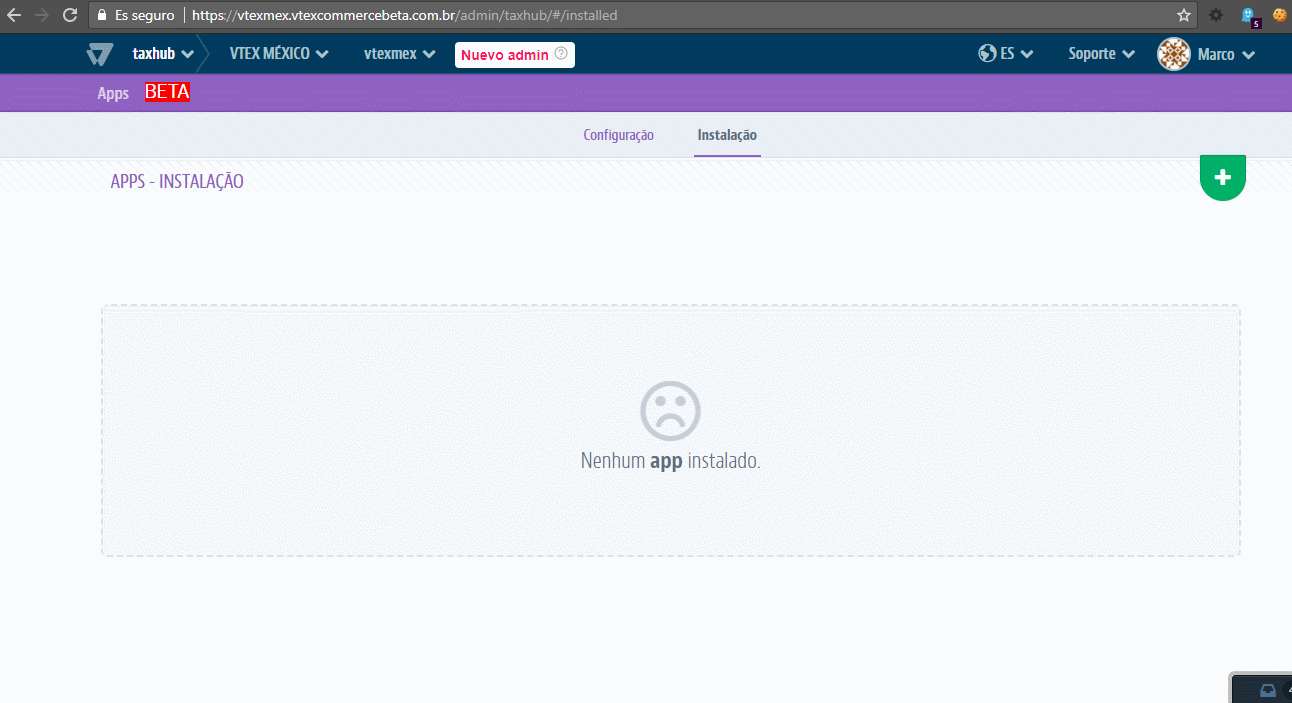 Es seguro https://vtexmex.vtexcommercebeta.com.br/admin/taxhub/#/installed
5
taxhub VTEX MÉXICO vtexmex Nuevo admin ? ES Soporte Marco
Apps BETA
Configuração Instalação
APPS - INSTALAÇÃO
Nenhum app instalado.